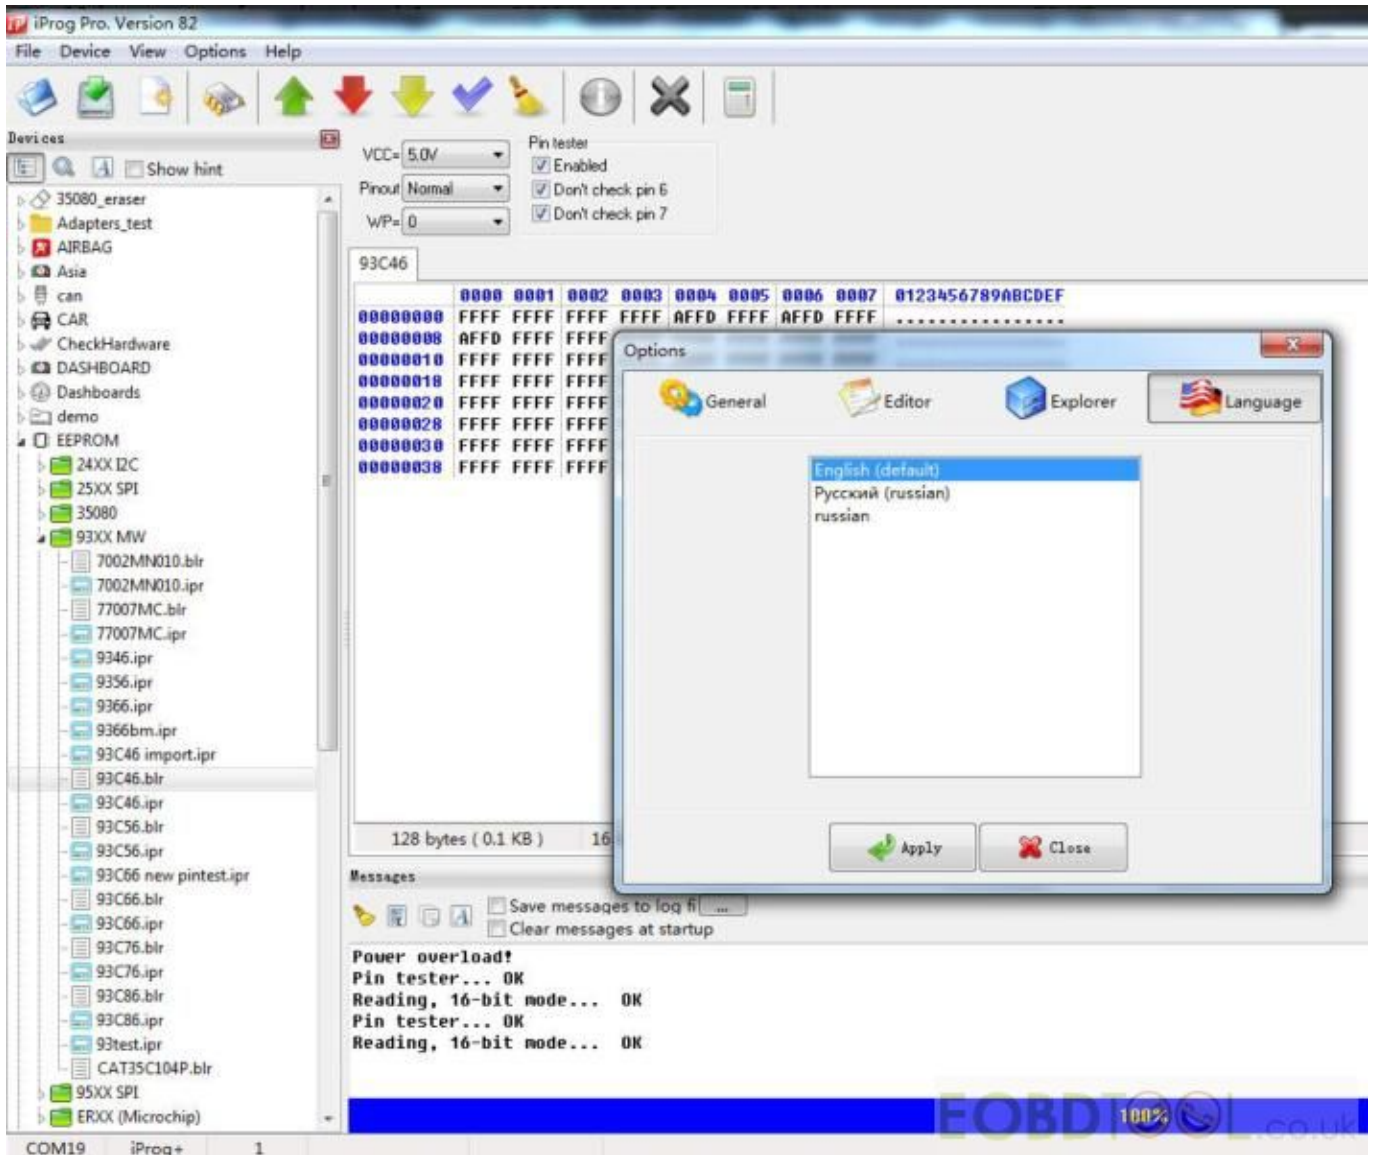 iProg Pro. Version 82
File Device View Options Help
Devices
Show hint
35080_eraser
Adapters_test
AIRBAG
Asia
can
CAR
CheckHardware
DASHBOARD
Dashboards
demo
EEPROM
24XX I2C
25XX SPI
35080
93XX MW
7002MN010.blr
7002MN010.ipr
77007MC.blr
77007MC.ipr
9346.ipr
9356.ipr
9366.ipr
9366bm.ipr
93C46 import.ipr
93C46.blr
93C46.ipr
93C56.blr
93C56.ipr
93C66 new pintest.ipr
93C66.blr
93C66.ipr
93C76.blr
93C76.ipr
93C86.blr
93C86.ipr
93test.ipr
CAT35C104P.blr
95XX SPI
ERXX (Microchip)
VCC= 5.0V
Pinout Normal
WP= 0
Pin tester
Enabled
Don't check pin 6
Don't check pin 7
93C46
0000 0001 0002 0003 0004 0005 0006 0007 0123456789ABCDEF
00000000 FFFF FFFF FFFF FFFF AFFD FFFF AFFD FFFF ................
00000008 AFFD FFFF FFFF
00000010 FFFF FFFF FFFF
00000018 FFFF FFFF FFFF
00000020 FFFF FFFF FFFF
00000028 FFFF FFFF FFFF
00000030 FFFF FFFF FFFF
00000038 FFFF FFFF FFFF
128 bytes ( 0.1 KB ) 16
Options
General Editor Explorer Language
English (default)
Русский (russian)
russian
Apply Close
Messages
Save messages to log fi ...
Clear messages at startup
Power overload!
Pin tester... OK
Reading, 16-bit mode... OK
Pin tester... OK
Reading, 16-bit mode... OK
100%
EOBDTOOL.co.uk
COM19 iProg+ 1